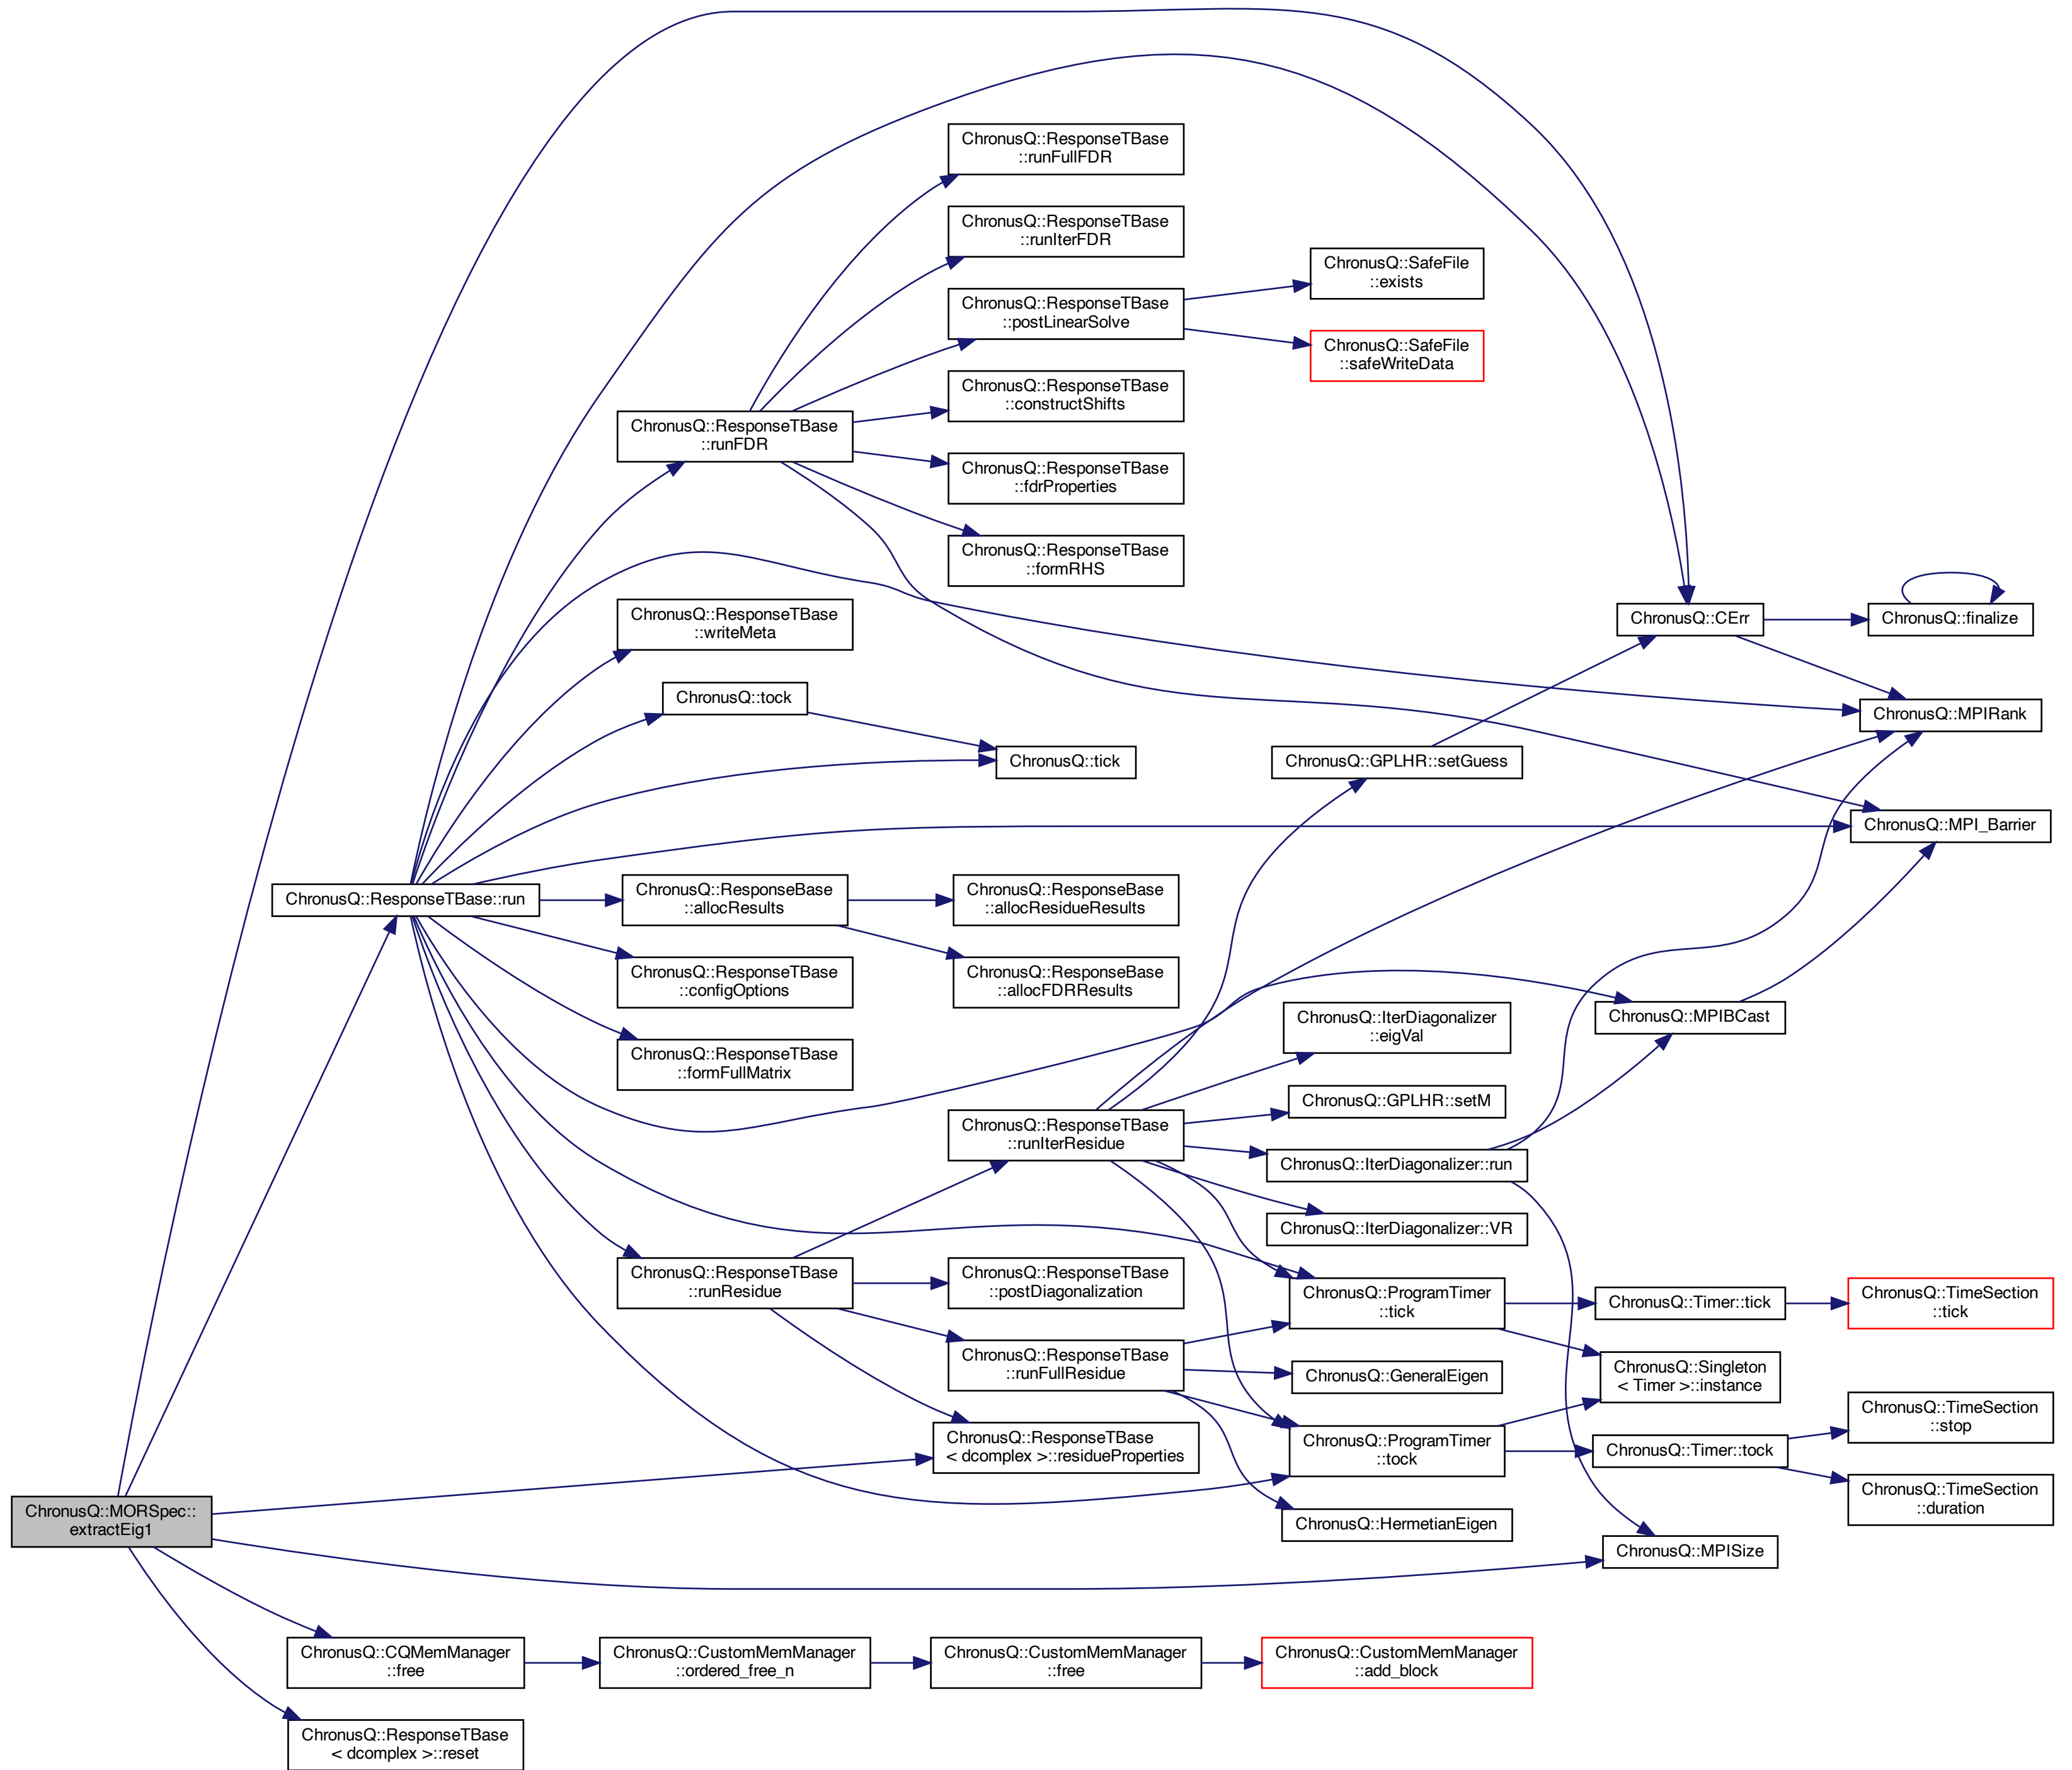 ChronusQ::ResponseTBase
::runFullFDR
ChronusQ::ResponseTBase
::runIterFDR
ChronusQ::SafeFile
::exists
ChronusQ::ResponseTBase
::postLinearSolve
ChronusQ::SafeFile
::safeWriteData
ChronusQ::ResponseTBase
::constructShifts
ChronusQ::ResponseTBase
::runFDR
ChronusQ::ResponseTBase
::fdrProperties
ChronusQ::ResponseTBase
::formRHS
ChronusQ::ResponseTBase
::writeMeta
ChronusQ::CErr
ChronusQ::finalize
ChronusQ::tock
ChronusQ::MPIRank
ChronusQ::tick
ChronusQ::GPLHR::setGuess
ChronusQ::MPI_Barrier
ChronusQ::ResponseTBase::run
ChronusQ::ResponseBase
::allocResults
ChronusQ::ResponseBase
::allocResidueResults
ChronusQ::ResponseTBase
::configOptions
ChronusQ::ResponseBase
::allocFDRResults
ChronusQ::MPIBCast
ChronusQ::IterDiagonalizer
::eigVal
ChronusQ::ResponseTBase
::formFullMatrix
ChronusQ::GPLHR::setM
ChronusQ::ResponseTBase
::runIterResidue
ChronusQ::IterDiagonalizer::run
ChronusQ::IterDiagonalizer::VR
ChronusQ::ResponseTBase
::runResidue
ChronusQ::ResponseTBase
::postDiagonalization
ChronusQ::ProgramTimer
::tick
ChronusQ::Timer::tick
ChronusQ::TimeSection
::tick
ChronusQ::ResponseTBase
::runFullResidue
ChronusQ::GeneralEigen
ChronusQ::Singleton
< Timer >::instance
ChronusQ::TimeSection
::stop
ChronusQ::ResponseTBase
< dcomplex >::residueProperties
ChronusQ::ProgramTimer
::tock
ChronusQ::Timer::tock
ChronusQ::TimeSection
::duration
ChronusQ::MORSpec::
extractEig1
ChronusQ::HermetianEigen
ChronusQ::MPISize
ChronusQ::CQMemManager
::free
ChronusQ::CustomMemManager
::ordered_free_n
ChronusQ::CustomMemManager
::free
ChronusQ::CustomMemManager
::add_block
ChronusQ::ResponseTBase
< dcomplex >::reset